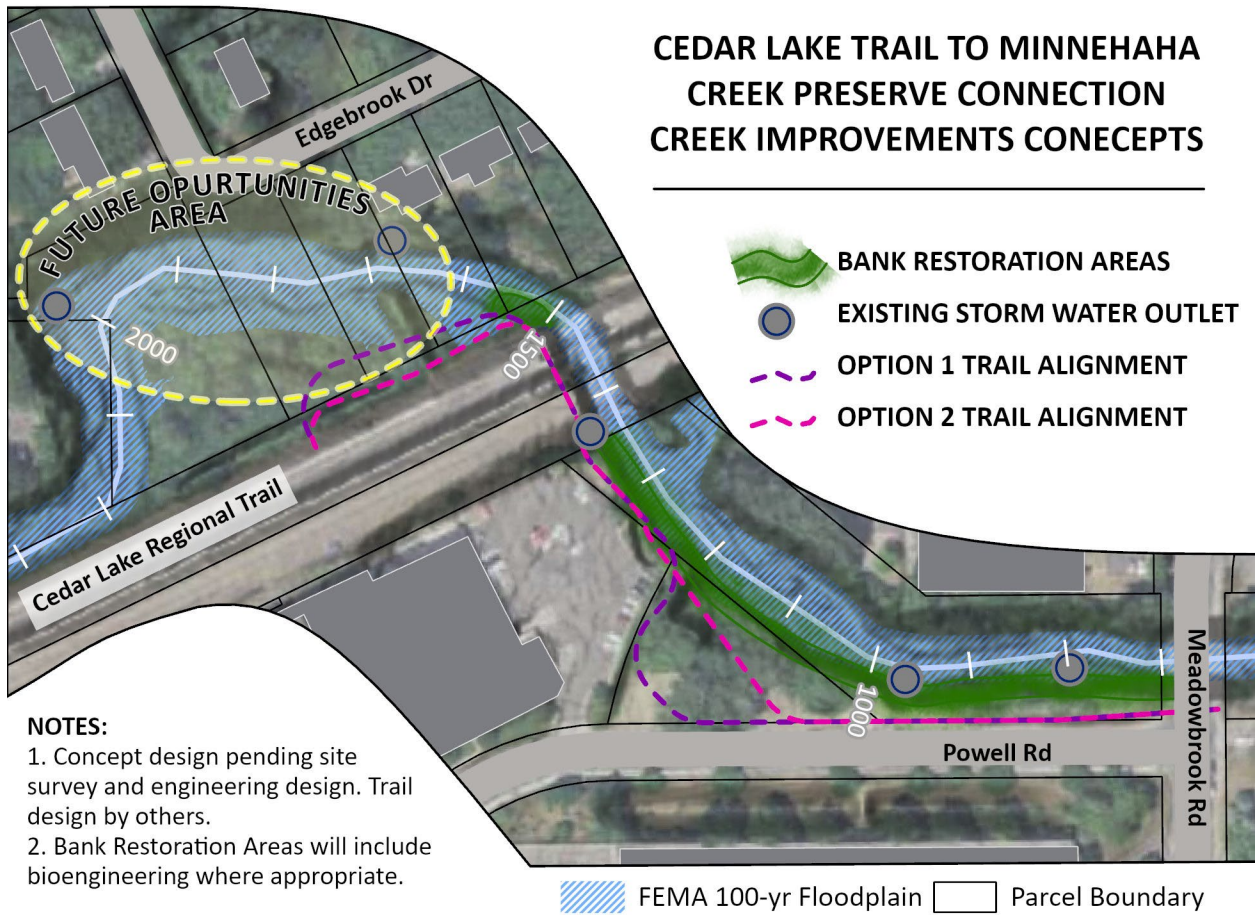 CEDAR LAKE TRAIL TO MINNEHAHA
CREEK PRESERVE CONNECTION
CREEK IMPROVEMENTS CONECEPTS
BANK RESTORATION AREAS
EXISTING STORM WATER OUTLET
OPTION 1 TRAIL ALIGNMENT
OPTION 2 TRAIL ALIGNMENT
Edgebrook Dr
FUTURE OPURTUNITIES
AREA
2000
1500
Cedar Lake Regional Trail
1000
Powell Rd
Meadowbrook Rd
NOTES:
1. Concept design pending site
survey and engineering design. Trail
design by others.
2. Bank Restoration Areas will include
bioengineering where appropriate.
FEMA 100-yr Floodplain
Parcel Boundary